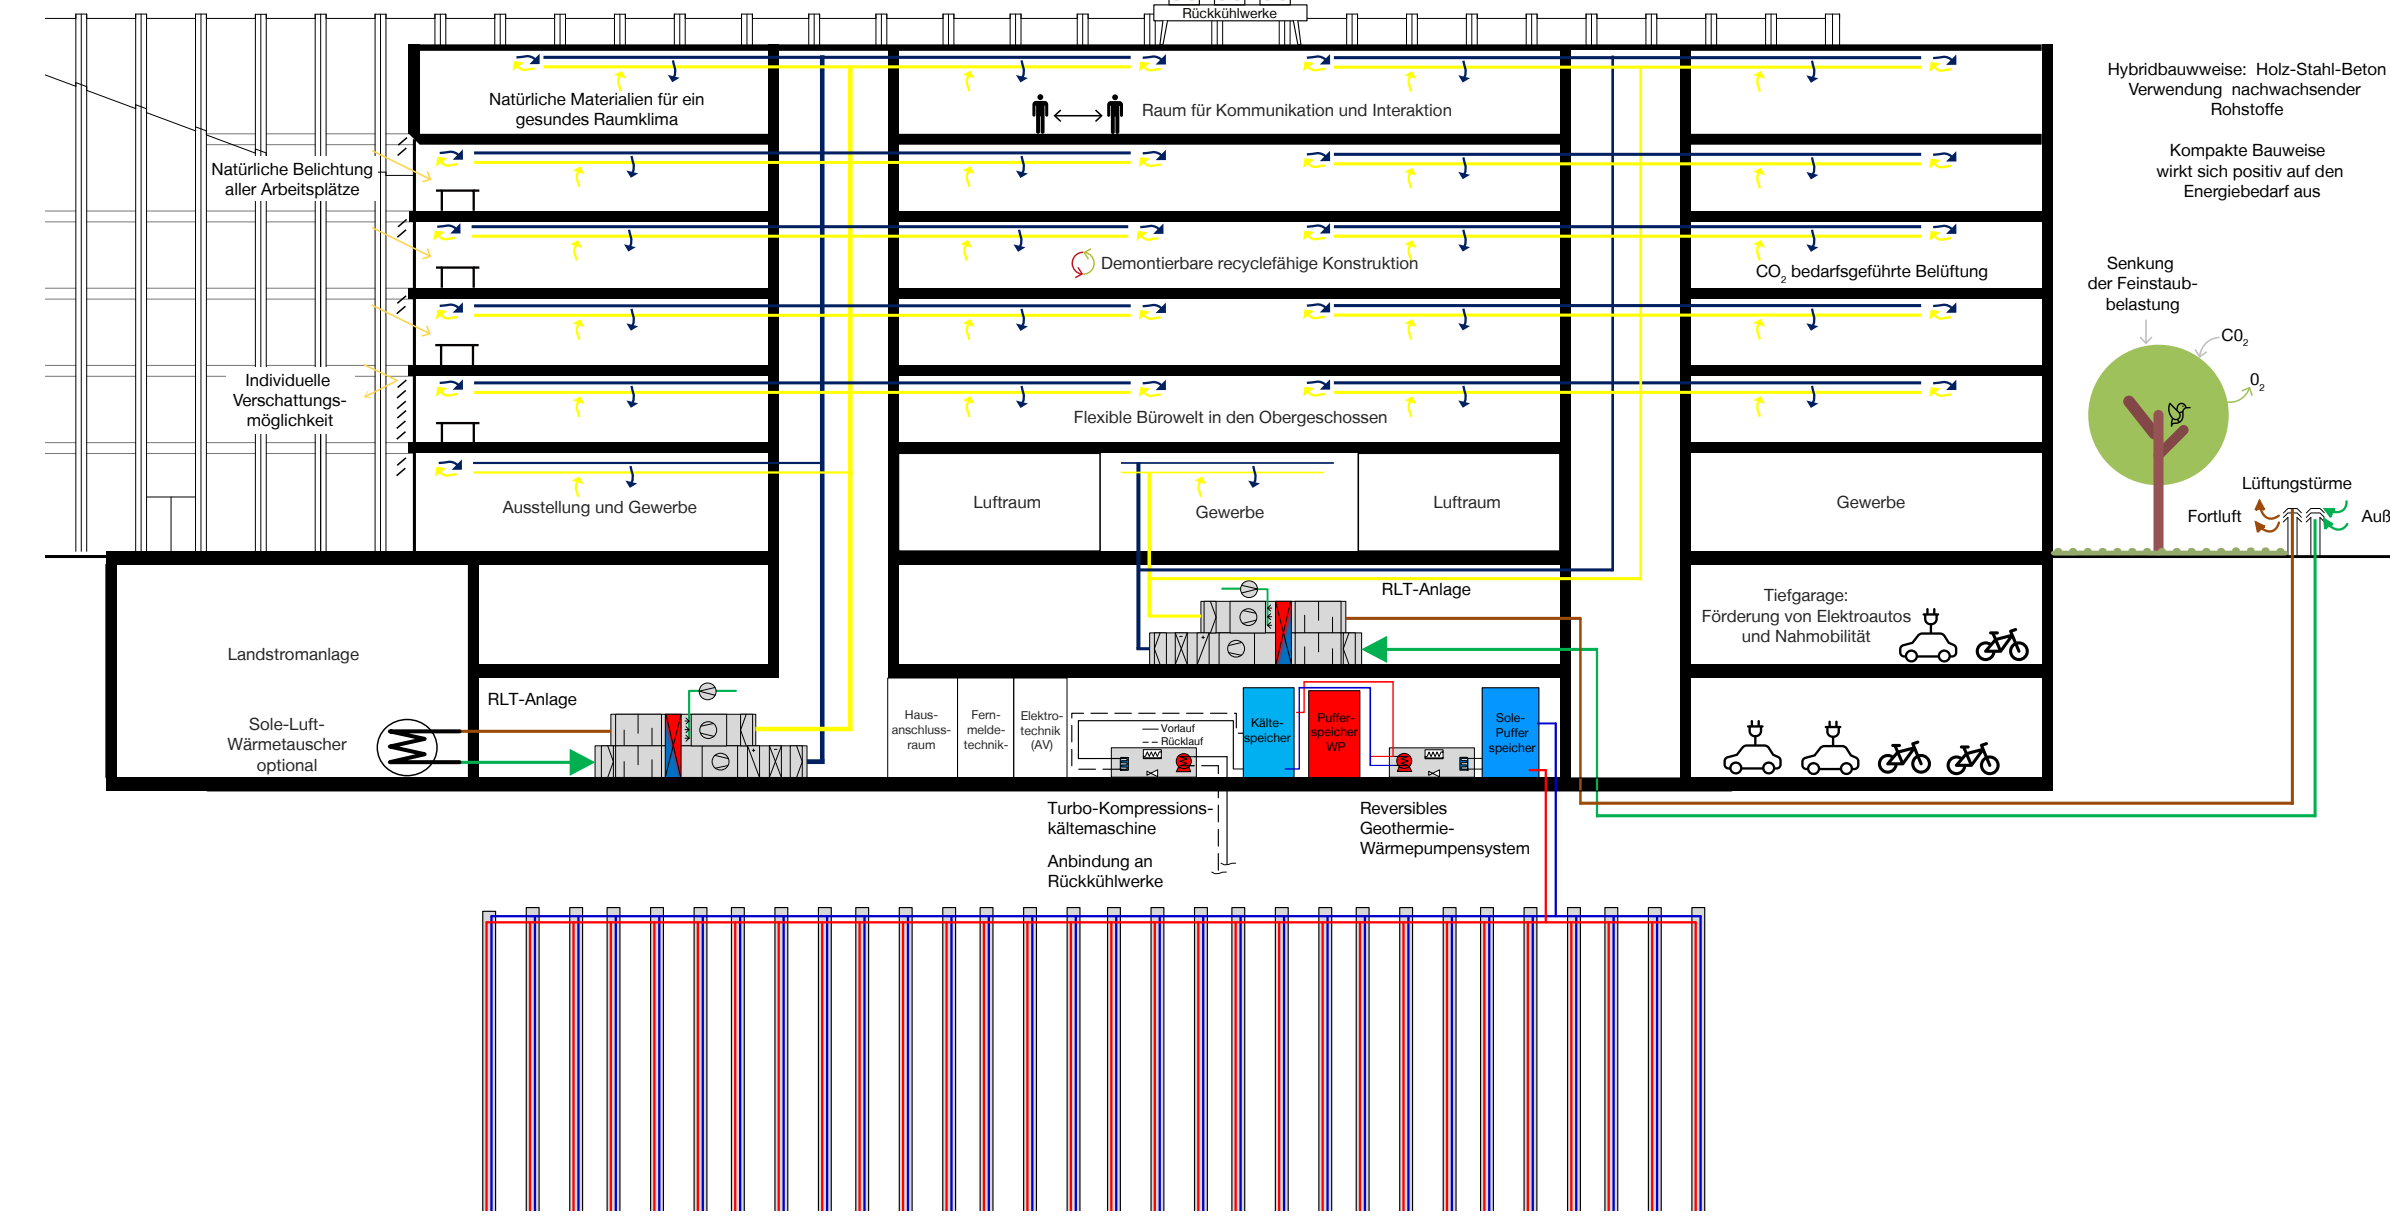 Rückkühlwerke
Hybridbauwweise: Holz-Stahl-Beton
Verwendung nachwachsender
Rohstoffe
Natürliche Materialien für ein
gesundes Raumklima
Raum für Kommunikation und Interaktion
Kompakte Bauweise
wirkt sich positiv auf den
Energiebedarf aus
Natürliche Belichtung
aller Arbeitsplätze
Demontierbare recyclefähige Konstruktion
CO2 bedarfsgeführte Belüftung
Senkung
der Feinstaub-
belastung
C02
02
Individuelle
Verschattungs-
möglichkeit
Flexible Bürowelt in den Obergeschossen
Ausstellung und Gewerbe
Luftraum
Gewerbe
Luftraum
Gewerbe
Lüftungstürme
Fortluft
Auß
RLT-Anlage
Tiefgarage:
Förderung von Elektroautos
und Nahmobilität
Landstromanlage
RLT-Anlage
Sole-Luft-
Wärmetauscher
optional
Haus-
anschluss-
raum
Fern-
melde-
technik-
Elektro-
technik
(AV)
Vorlauf
Rücklauf
Kälte-
speicher
Puffer-
speicher
WP
Sole-
Puffer
speicher
Turbo-Kompressions-
kältemaschine
Anbindung an
Rückkühlwerke
Reversibles
Geothermie-
Wärmepumpensystem